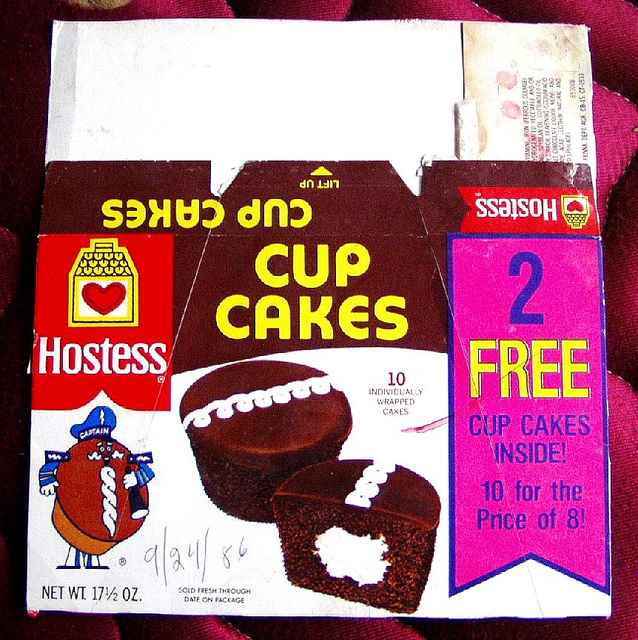 LIFT UP
CUP CAKES
Hostess
CUP
CAKES
Hostess®
10
INDIVIDUALLY
WRAPPED
CAKES
2
FREE
CUP CAKES
INSIDE!
10 for the
Price of 8!
CAPTAIN
®
9/24/86
NET WT. 17½ OZ.
SOLD FRESH THROUGH
DATE ON PACKAGE